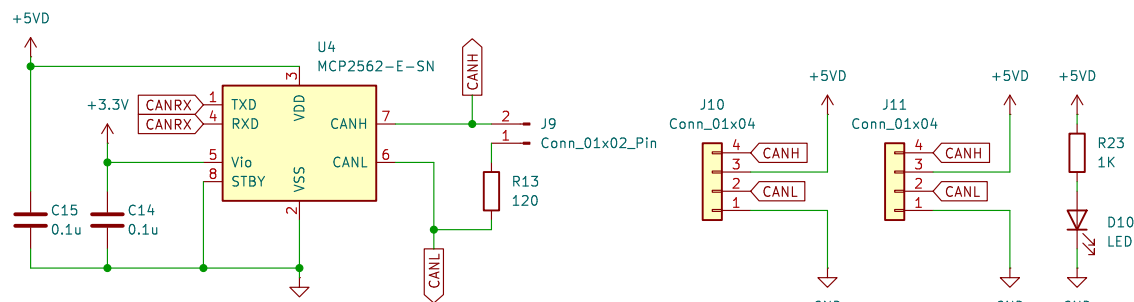 +5VD
U4
MCP2562-E-SN
3
VDD
CANRX
1
TXD
CANRX
4
RXD
+3.3V
5
Vio
8
STBY
CANH
7
CANL
6
VSS
2
CANH
2
1
J9
Conn_01x02_Pin
R13
120
CANL
C15
0.1u
C14
0.1u
J10
Conn_01x04
+5VD
4
CANH
3
2
CANL
1
J11
Conn_01x04
+5VD
4
CANH
3
2
CANL
1
+5VD
R23
1K
D10
LED